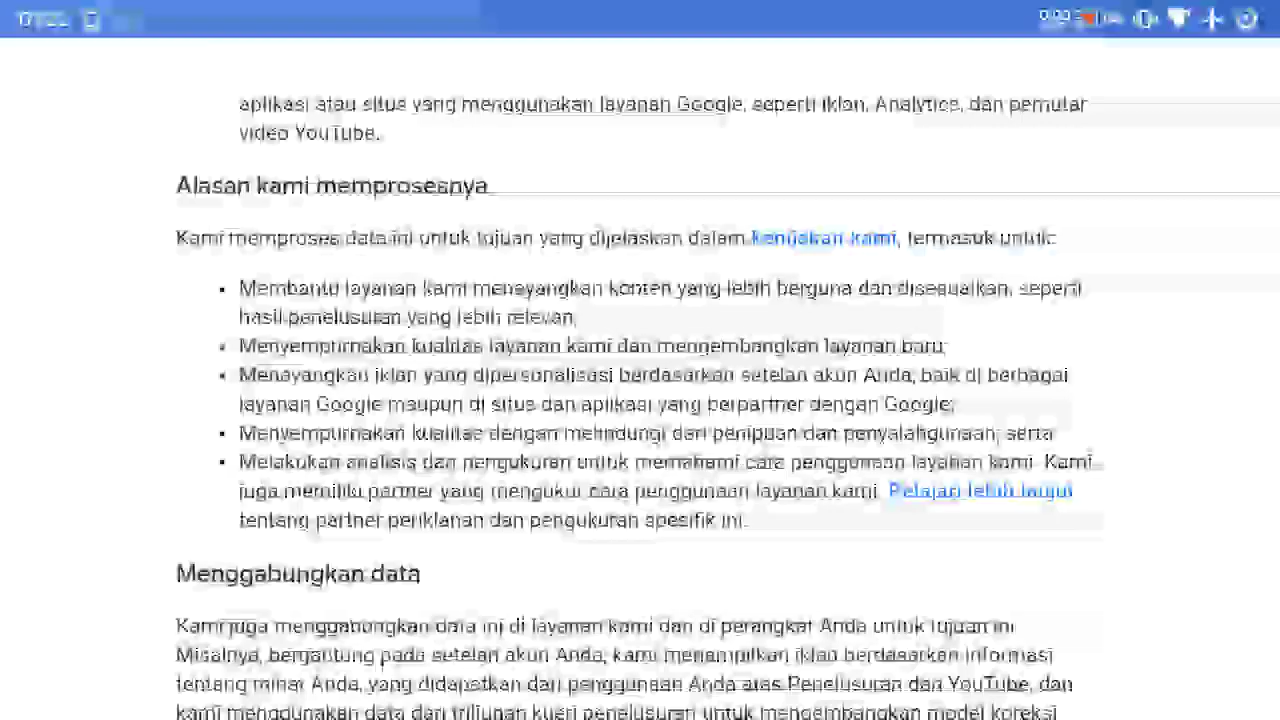 aplikasi atau situs yang menggunakan layanan Google, seperti iklan, Analytics, dan pemutar
video YouTube.
Alasan kami memprosesnya
Kami memproses data ini untuk tujuan yang dijelaskan dalam kebijakan kami, termasuk untuk:
• Membantu layanan kami menayangkan konten yang lebih berguna dan disesuaikan, seperti
hasil penelusuran yang lebih relevan;
• Menyempurnakan kualitas layanan kami dan mengembangkan layanan baru;
• Menayangkan iklan yang dipersonalisasi berdasarkan setelan akun Anda, baik di berbagai
layanan Google maupun di situs dan aplikasi yang berpartner dengan Google;
• Menyempurnakan kualitas dengan melindungi dari penipuan dan penyalahgunaan; serta
• Melakukan analisis dan pengukuran untuk memahami cara penggunaan layanan kami. Kami
juga memiliki partner yang mengukur cara penggunaan layanan kami. Pelajari lebih lanjut
tentang partner periklanan dan pengukuran spesifik ini.
Menggabungkan data
Kami juga menggabungkan data ini di layanan kami dan di perangkat Anda untuk tujuan ini
Misalnya, bergantung pada setelan akun Anda, kami menampilkan iklan berdasarkan informasi
tentang minat Anda, yang didapatkan dari penggunaan Anda atas Penelusuran dan YouTube, dan
kami menggunakan data dari triliunan kueri penelusuran untuk mengembangkan model koreksi